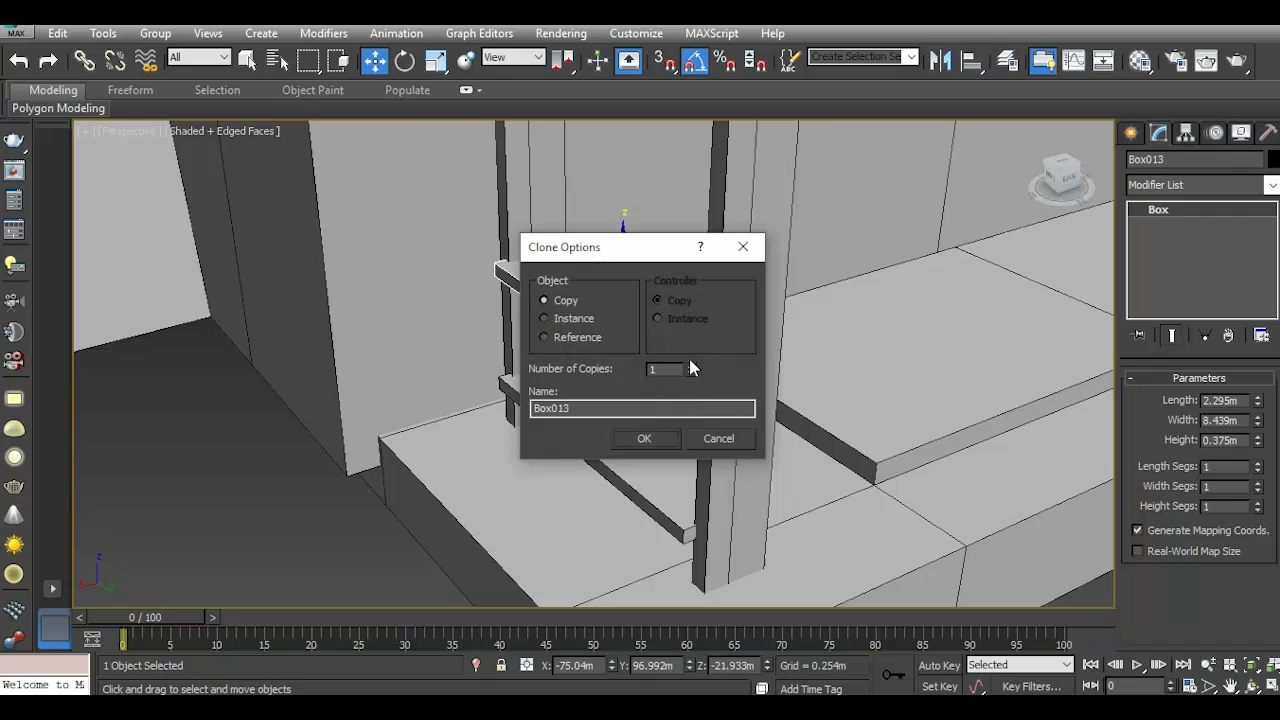 MAX Edit Tools Group Views Create Modifiers Animation Graph Editors Rendering Customize MAXScript Help
All View 3 ABC Create Selection Se
Modeling Freeform Selection Object Paint Populate
Polygon Modeling
[+][Perspective][Shaded + Edged Faces]
Box013
Modifier List
Box
z
Clone Options ?
Object Controller
Copy Copy
Instance Instance
Reference
Number of Copies: 1
Name:
Box013
OK Cancel
Parameters
Length: 2.295m
Width: 8.439m
Height: 0.375m
Length Segs: 1
Width Segs: 1
Height Segs: 1
Generate Mapping Coords.
Real-World Map Size
z
< 0 / 100 >
0 5 10 15 20 25 30 35 40 45 50 55 60 65 70 75 80 85 90 95 100
1 Object Selected X: -75.04m Y: 96.992m Z: -21.933m Grid = 0.254m Auto Key Selected
Welcome to M Click and drag to select and move objects Add Time Tag Set Key Key Filters... 0